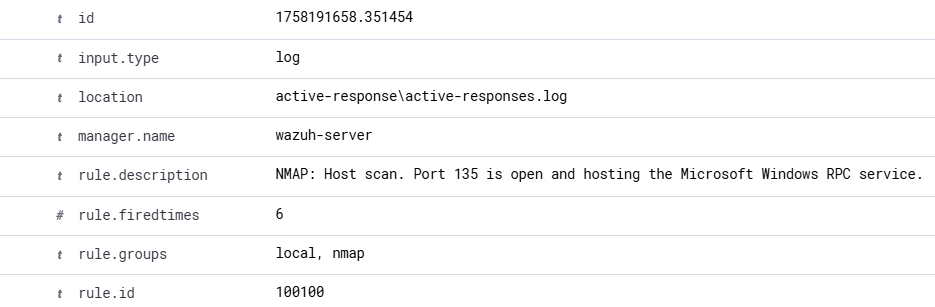 t id 1758191658.351454
t input.type log
t location active-response\active-responses.log
t manager.name wazuh-server
t rule.description NMAP: Host scan. Port 135 is open and hosting the Microsoft Windows RPC service.
# rule.firedtimes 6
t rule.groups local, nmap
t rule.id 100100